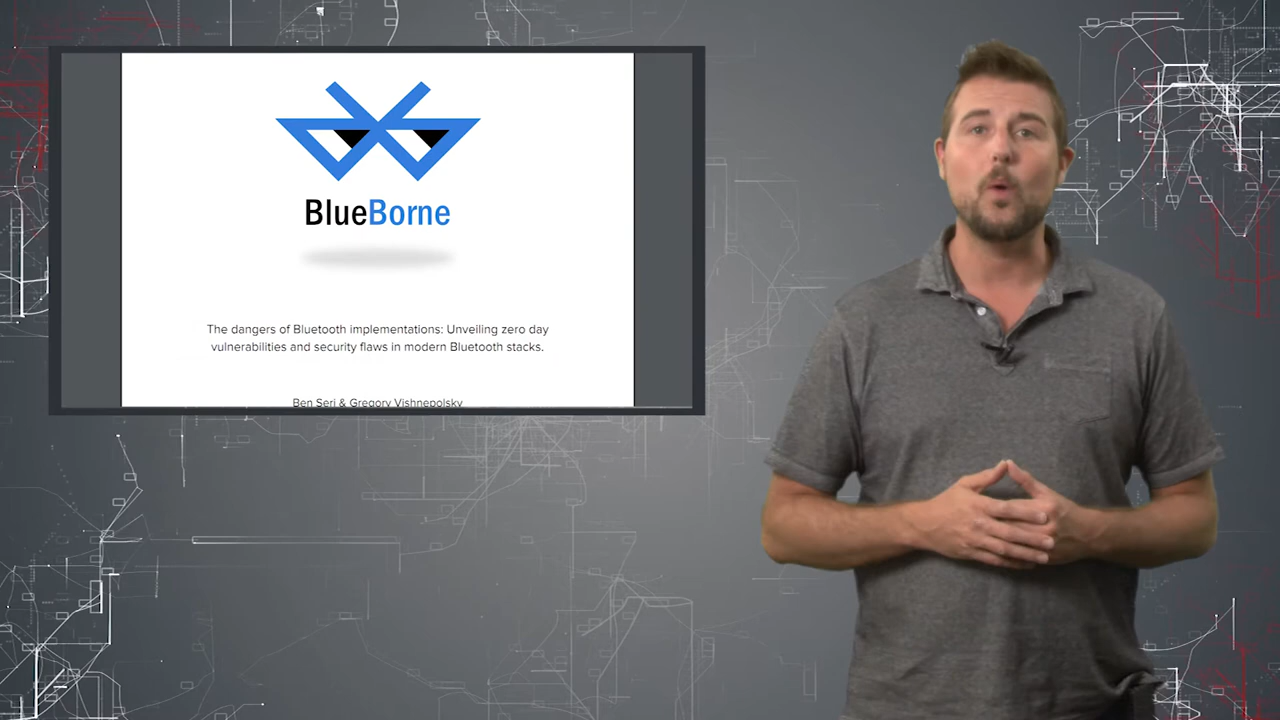 BlueBorne
The dangers of Bluetooth implementations: Unveiling zero day
vulnerabilities and security flaws in modern Bluetooth stacks.
Ben Seri & Gregory Vishnepolsky